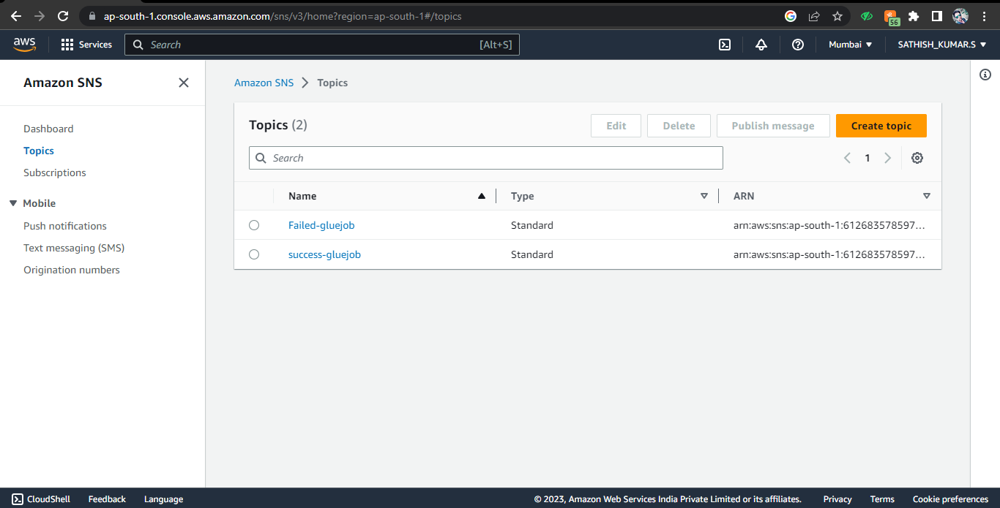 ap-south-1.console.aws.amazon.com/sns/v3/home?region=ap-south-1#/topics
56
aws
Services
Search
[Alt+S]
Mumbai
SATHISH_KUMAR.S
Amazon SNS
Dashboard
Topics
Subscriptions
Mobile
Push notifications
Text messaging (SMS)
Origination numbers
Amazon SNS
Topics
Topics (2)
Edit
Delete
Publish message
Create topic
Search
1
Name
Type
ARN
Failed-gluejob
Standard
arn:aws:sns:ap-south-1:612683578597...
success-gluejob
Standard
arn:aws:sns:ap-south-1:612683578597...
CloudShell
Feedback
Language
© 2023, Amazon Web Services India Private Limited or its affiliates.
Privacy
Terms
Cookie preferences